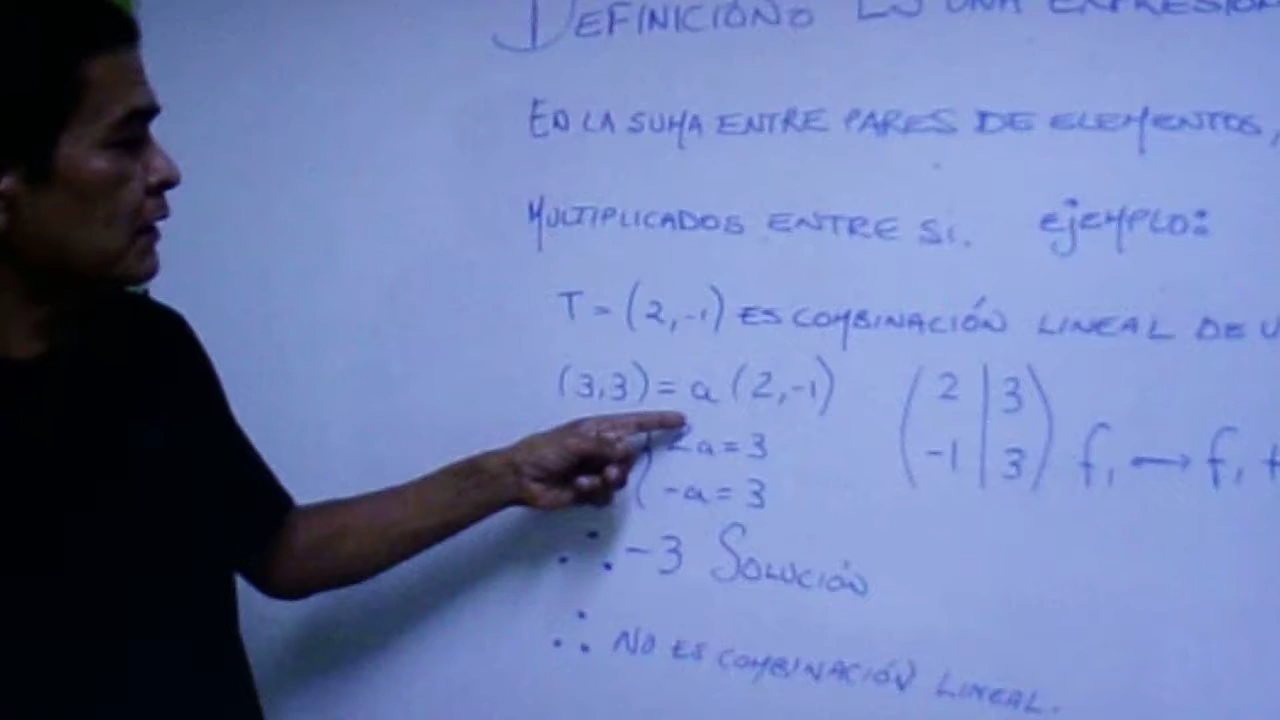 DEFINICIÓN: ES UNA EXPRESIÓN
EN LA SUMA ENTRE PARES DE ELEMENTOS,
MULTIPLICADOS ENTRE SI. ejEMPLO:
T = (2,-1) ES COMBINACIÓN LINEAL DE
(3,3) = a (2,-1)
2a = 3
-a = 3
(2 | 3
-1 | 3) f₁ → f₁ +
∴ -3 SOLUCIÓN
∴ NO ES COMBINACIÓN LINEAL.